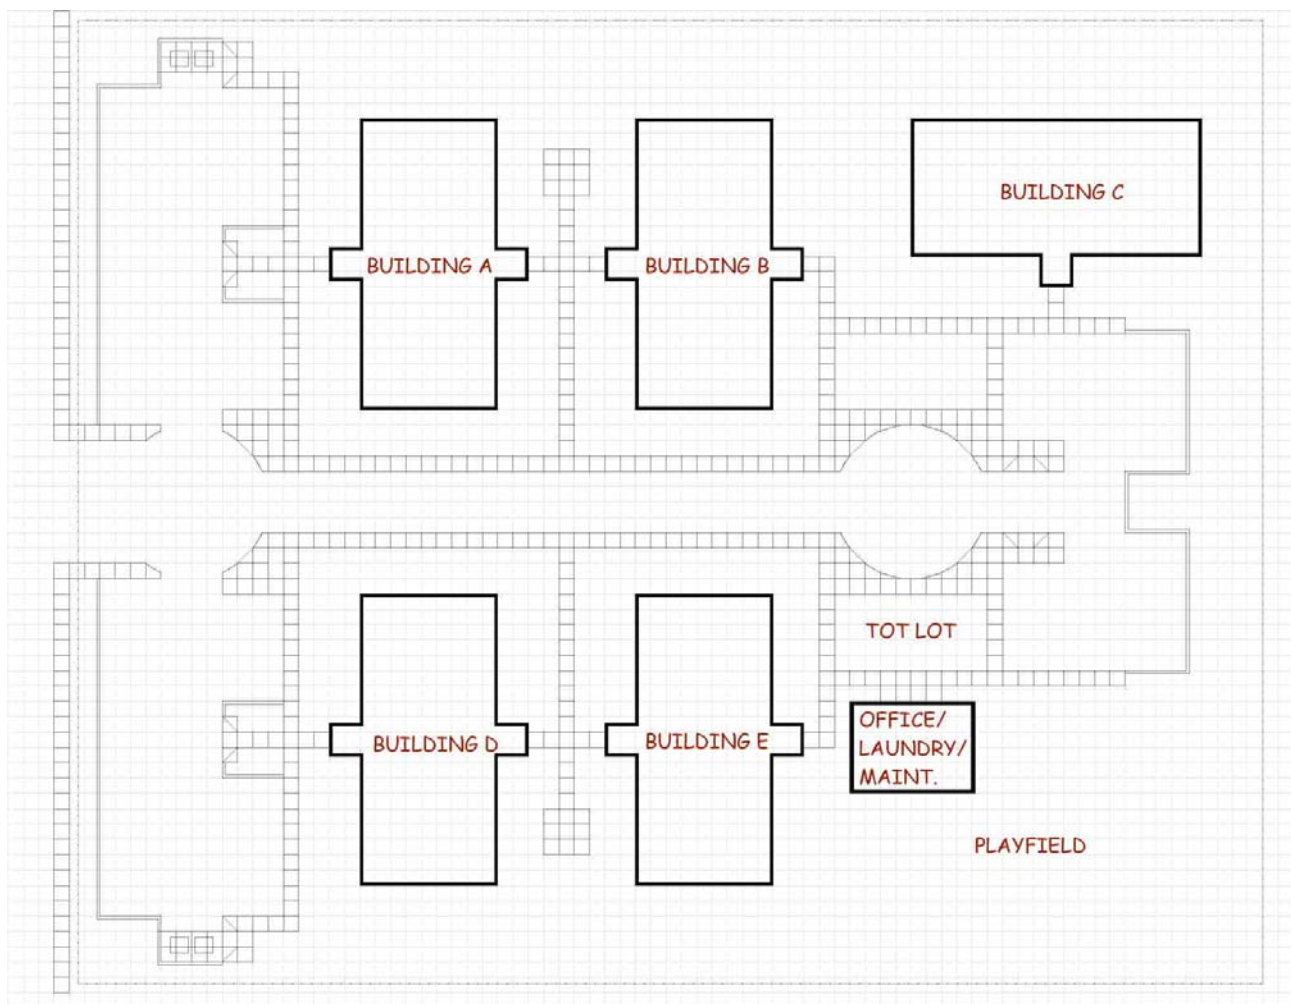 BUILDING C
BUILDING A
BUILDING B
TOT LOT
OFFICE/
LAUNDRY/
MAINT.
BUILDING D
BUILDING E
PLAYFIELD